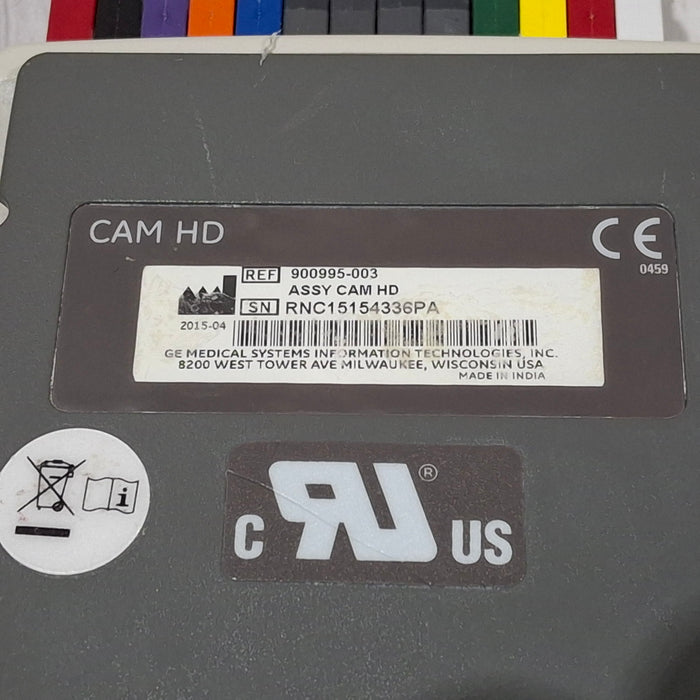 CAM HD
CE
0459
REF 900995-003
ASSY CAM HD
SN RNC15154336PA
2015-04
GE MEDICAL SYSTEMS INFORMATION TECHNOLOGIES, INC.
8200 WEST TOWER AVE MILWAUKEE, WISCONSIN USA
MADE IN INDIA
i
C RU® US